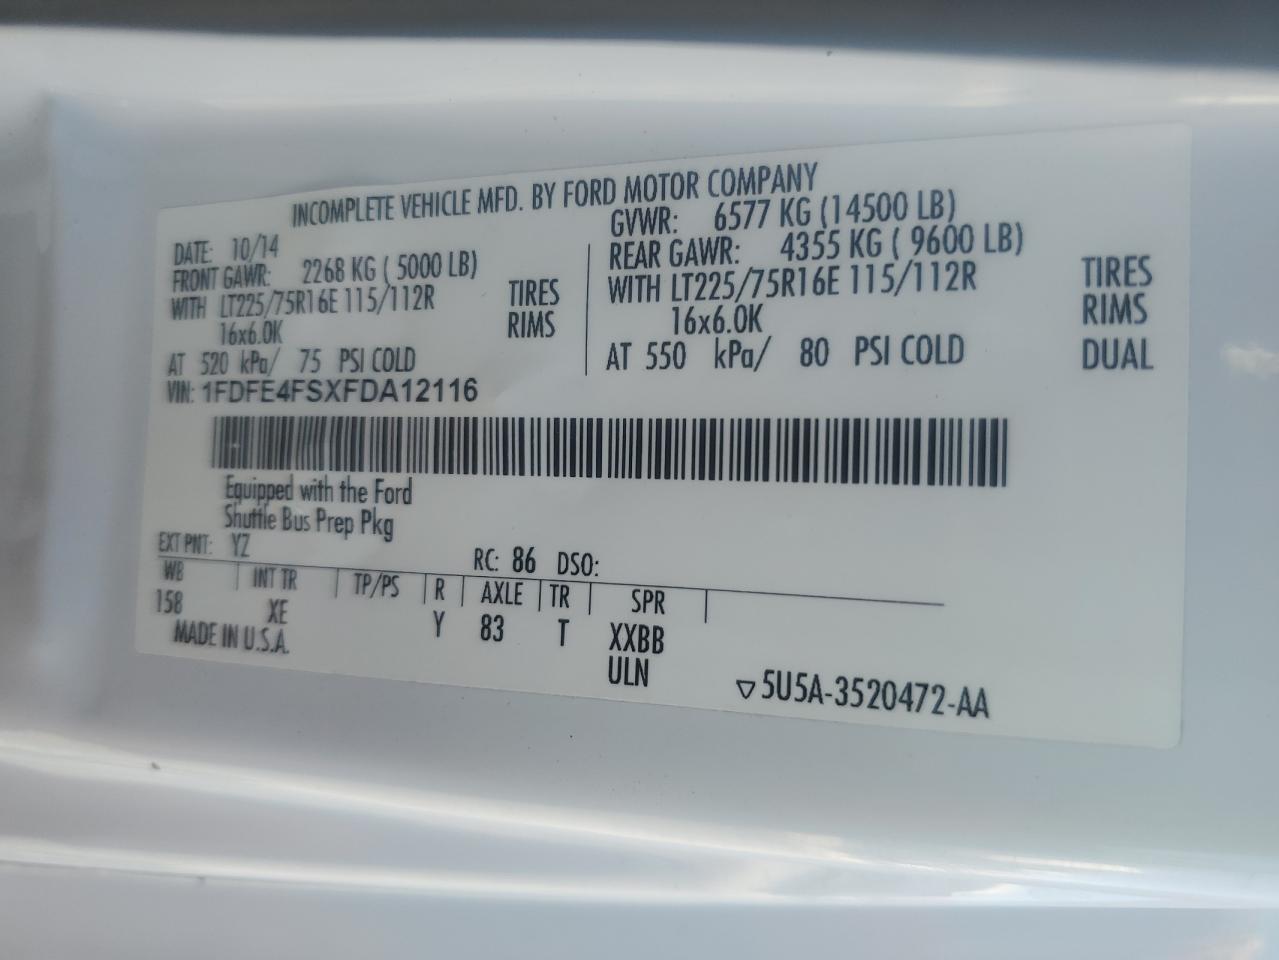 INCOMPLETE VEHICLE MFD. BY FORD MOTOR COMPANY
DATE: 10/14
GVWR: 6577 KG (14500 LB)
FRONT GAWR: 2268 KG ( 5000 LB)
REAR GAWR: 4355 KG ( 9600 LB)
WITH LT225/75R16E 115/112R TIRES
WITH LT225/75R16E 115/112R TIRES
16x6.0K RIMS
16x6.0K RIMS
AT 520 kPa/ 75 PSI COLD
AT 550 kPa/ 80 PSI COLD DUAL
VIN: 1FDFE4FSXFDA12116
Equipped with the Ford
Shuttle Bus Prep Pkg
EXT PNT: YZ RC: 86 DSO:
WB INT TR TP/PS R AXLE TR SPR
158 XE Y 83 T XXBB
MADE IN U.S.A. ULN
▽5U5A-3520472-AA